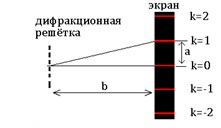 экран
дифракционная
решётка
k=2
k=1
a
k=0
b
k=-1
k=-2